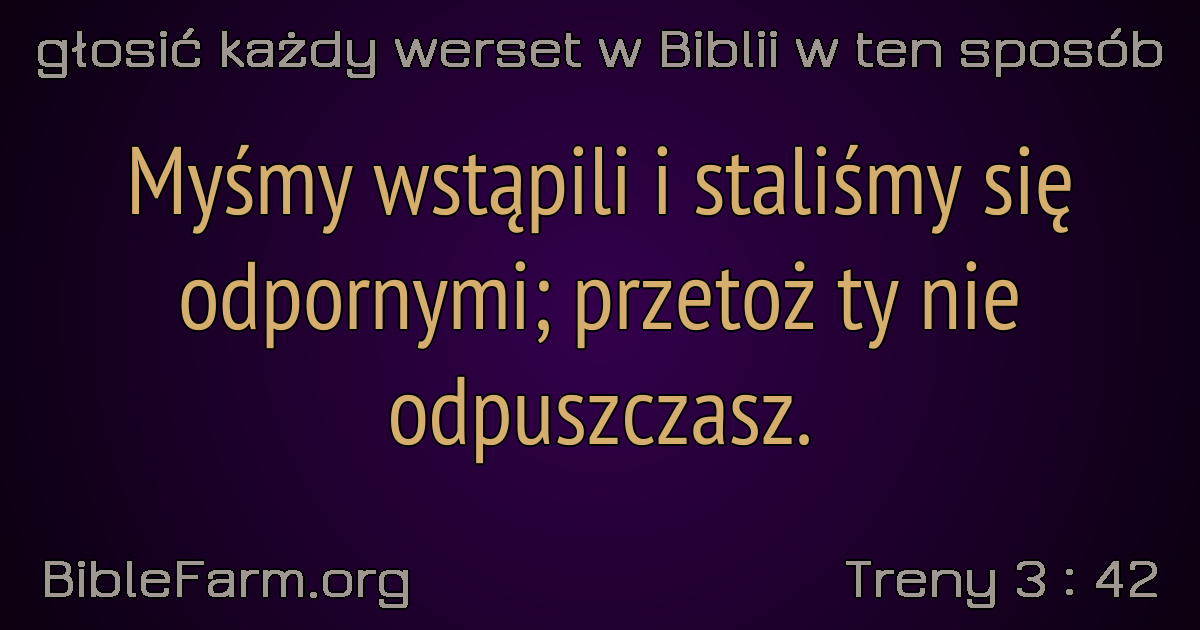 głosić każdy werset w Biblii w ten sposób
Myśmy wstąpili i staliśmy się
odpornymi; przetoż ty nie
odpuszczasz.
BibleFarm.org
Treny 3 : 42